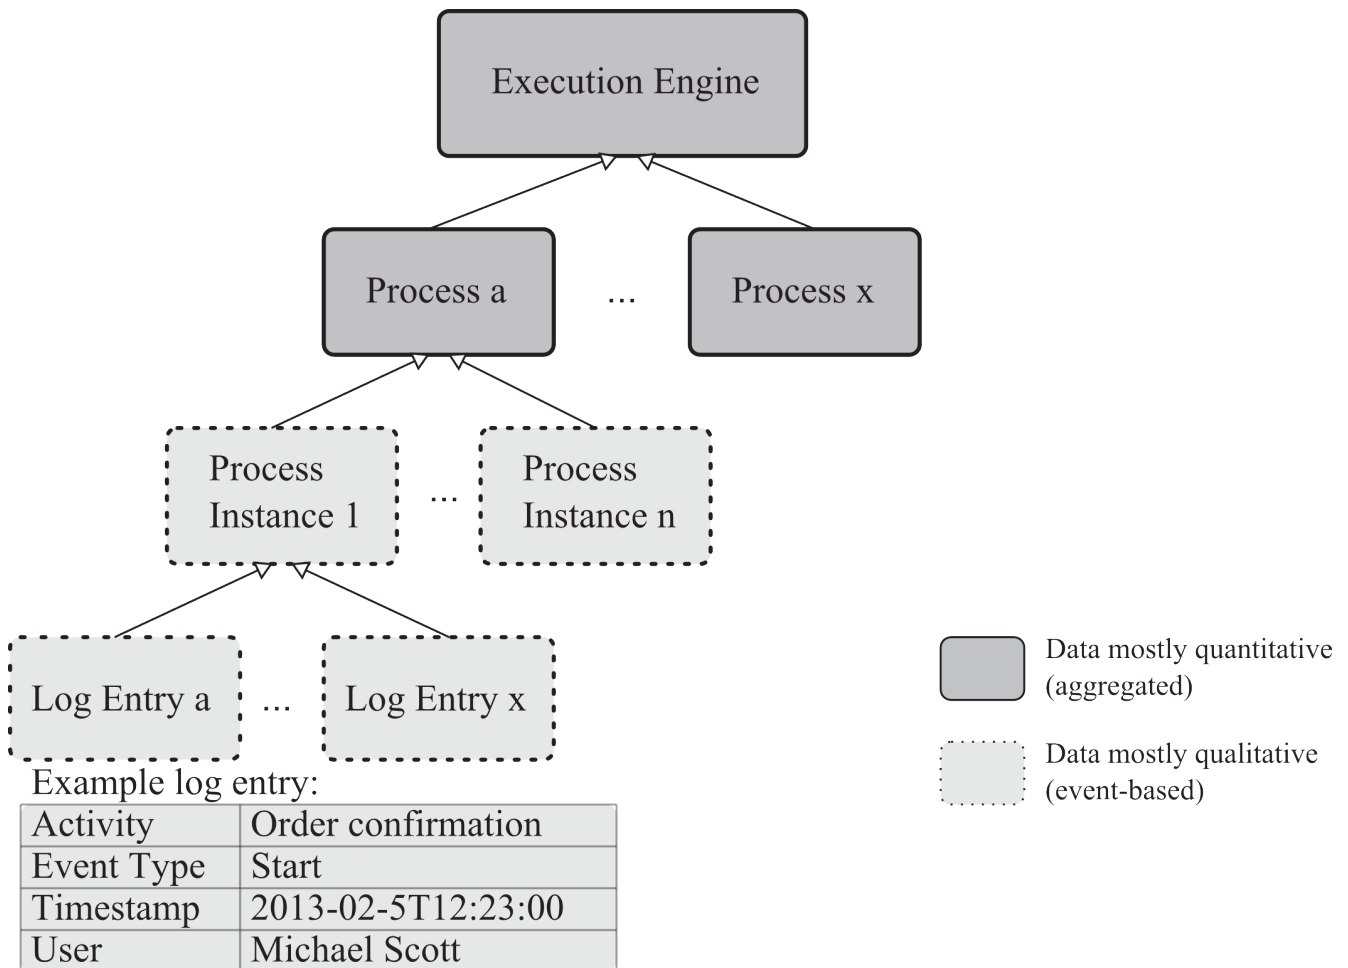 Execution Engine
Process a
...
Process x
Process
Instance 1
...
Process
Instance n
Log Entry a
...
Log Entry x
Data mostly quantitative
(aggregated)
Data mostly qualitative
(event-based)
Example log entry:
Activity Order confirmation
Event Type Start
Timestamp 2013-02-5T12:23:00
User Michael Scott